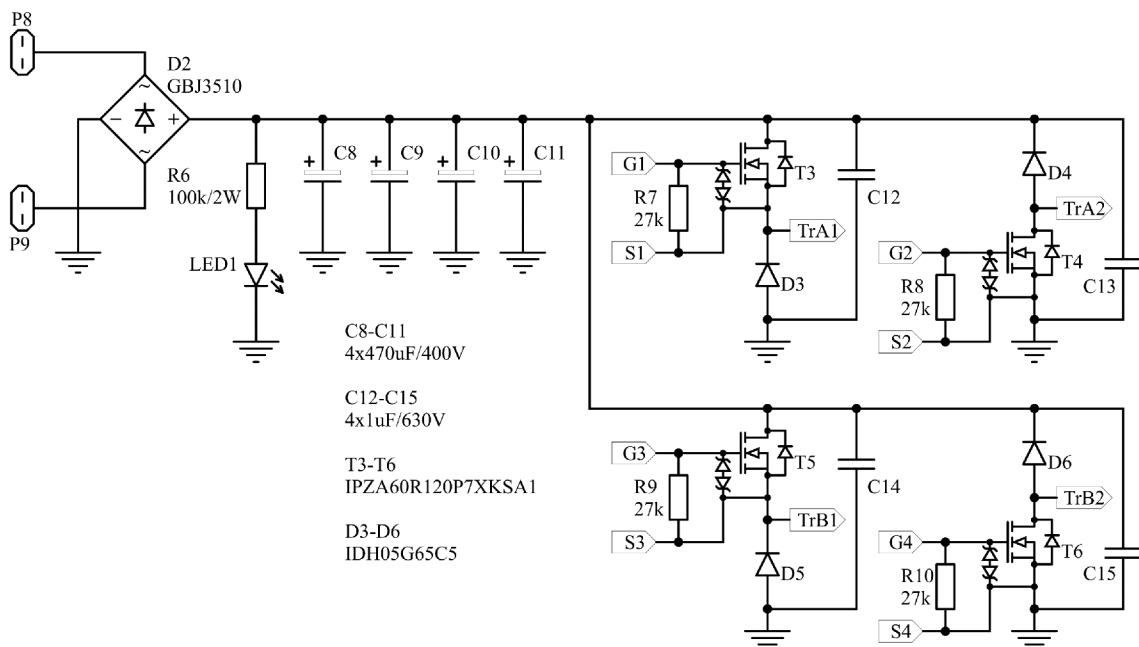 P8
D2
GBJ3510
~
− +
~
P9
R6
100k/2W
LED1
+ C8
+ C9
+ C10
+ C11
G1
R7
27k
S1
T3
TrA1
D3
C12
D4
TrA2
G2
R8
27k
S2
T4
C13
C8-C11
4x470uF/400V
C12-C15
4x1uF/630V
T3-T6
IPZA60R120P7XKSA1
D3-D6
IDH05G65C5
G3
R9
27k
S3
T5
TrB1
D5
C14
D6
TrB2
G4
R10
27k
S4
T6
C15